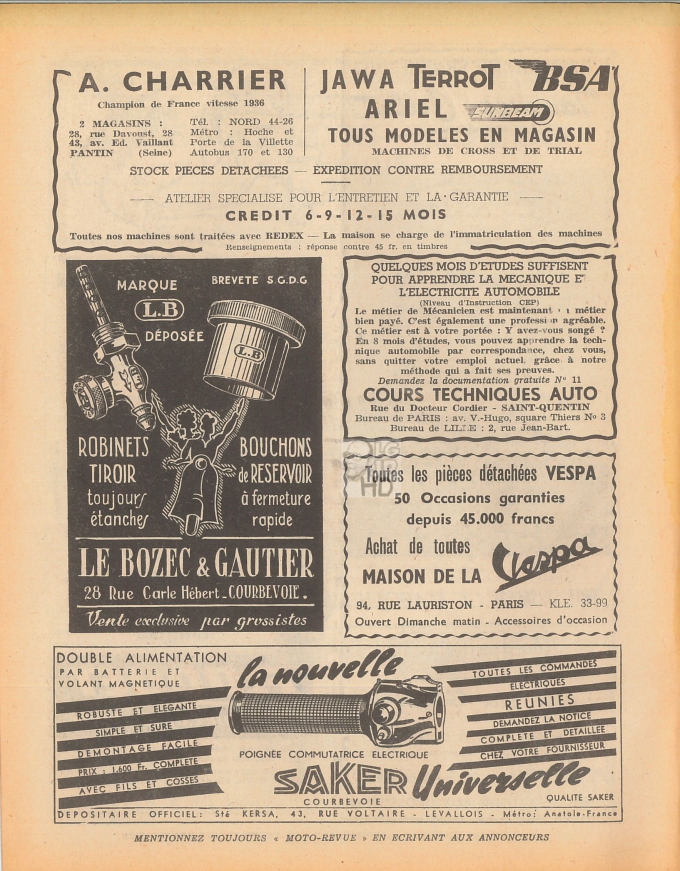 A. CHARRIER
Champion de France vitesse 1936
2 MAGASINS :
28, rue Davoust, 28
43, av. Ed. Vaillant
PANTIN (Seine)
Tél. : NORD 44-26
Métro : Hoche et
Porte de la Villette
Autobus 170 et 130
JAWA TERROT BSA
ARIEL SUNBEAM
TOUS MODELES EN MAGASIN
MACHINES DE CROSS ET DE TRIAL
STOCK PIECES DETACHEES — EXPEDITION CONTRE REMBOURSEMENT
ATELIER SPECIALISE POUR L'ENTRETIEN ET LA GARANTIE
CREDIT 6-9-12-15 MOIS
Toutes nos machines sont traitées avec REDEX — La maison se charge de l'immatriculation des machines
Renseignements : réponse contre 45 fr. en timbres
MARQUE
L.B
DÉPOSÉE
BREVETE S.G.D.G
L.B
ROBINETS
TIROIR
toujours
étanches
BOUCHONS
de RESERVOIR
à fermeture
rapide
LE BOZEC & GAUTIER
28 Rue Carle Hébert - COURBEVOIE.
Vente exclusive par grossistes
QUELQUES MOIS D'ETUDES SUFFISENT
POUR APPRENDRE LA MECANIQUE E
L'ELECTRICITE AUTOMOBILE
(Niveau d'Instruction CEP)
Le métier de Mécanicien est maintenant métier
bien payé. C'est également une profession agréable.
Ce métier est à votre portée : Y avez-vous songé ?
En 8 mois d'études, vous pouvez apprendre la tech-
nique automobile par correspondance, chez vous,
sans quitter votre emploi actuel grâce à notre
méthode qui a fait ses preuves.
Demandez la documentation gratuite N° 11
COURS TECHNIQUES AUTO
Rue du Docteur Cordier - SAINT-QUENTIN
Bureau de PARIS : av. V.-Hugo, square Thiers No 3
Bureau de LILLE : 2, rue Jean-Bart.
Toutes les pièces détachées VESPA
50 Occasions garanties
depuis 45.000 francs
Achat de toutes
MAISON DE LA Vespa
94, RUE LAURISTON - PARIS — KLE. 33-99
Ouvert Dimanche matin - Accessoires d'occasion
HD
DOUBLE ALIMENTATION
PAR BATTERIE ET
VOLANT MAGNETIQUE
ROBUSTE ET ELEGANTE
SIMPLE ET SURE
DEMONTAGE FACILE
PRIX : 1.600 Fr. COMPLETE
AVEC FILS ET COSSES
la nouvelle
POIGNÉE COMMUTATRICE ELECTRIQUE
SAKER Universelle
COURBEVOIE
TOUTES LES COMMANDES
ELECTRIQUES
REUNIES
DEMANDEZ LA NOTICE
COMPLETE ET DETAILLEE
CHEZ VOTRE FOURNISSEUR
QUALITE SAKER
DEPOSITAIRE OFFICIEL: Sté KERSA, 43, RUE VOLTAIRE - LEVALLOIS - Métro: Anatole-France
MENTIONNEZ TOUJOURS « MOTO-REVUE » EN ECRIVANT AUX ANNONCEURS